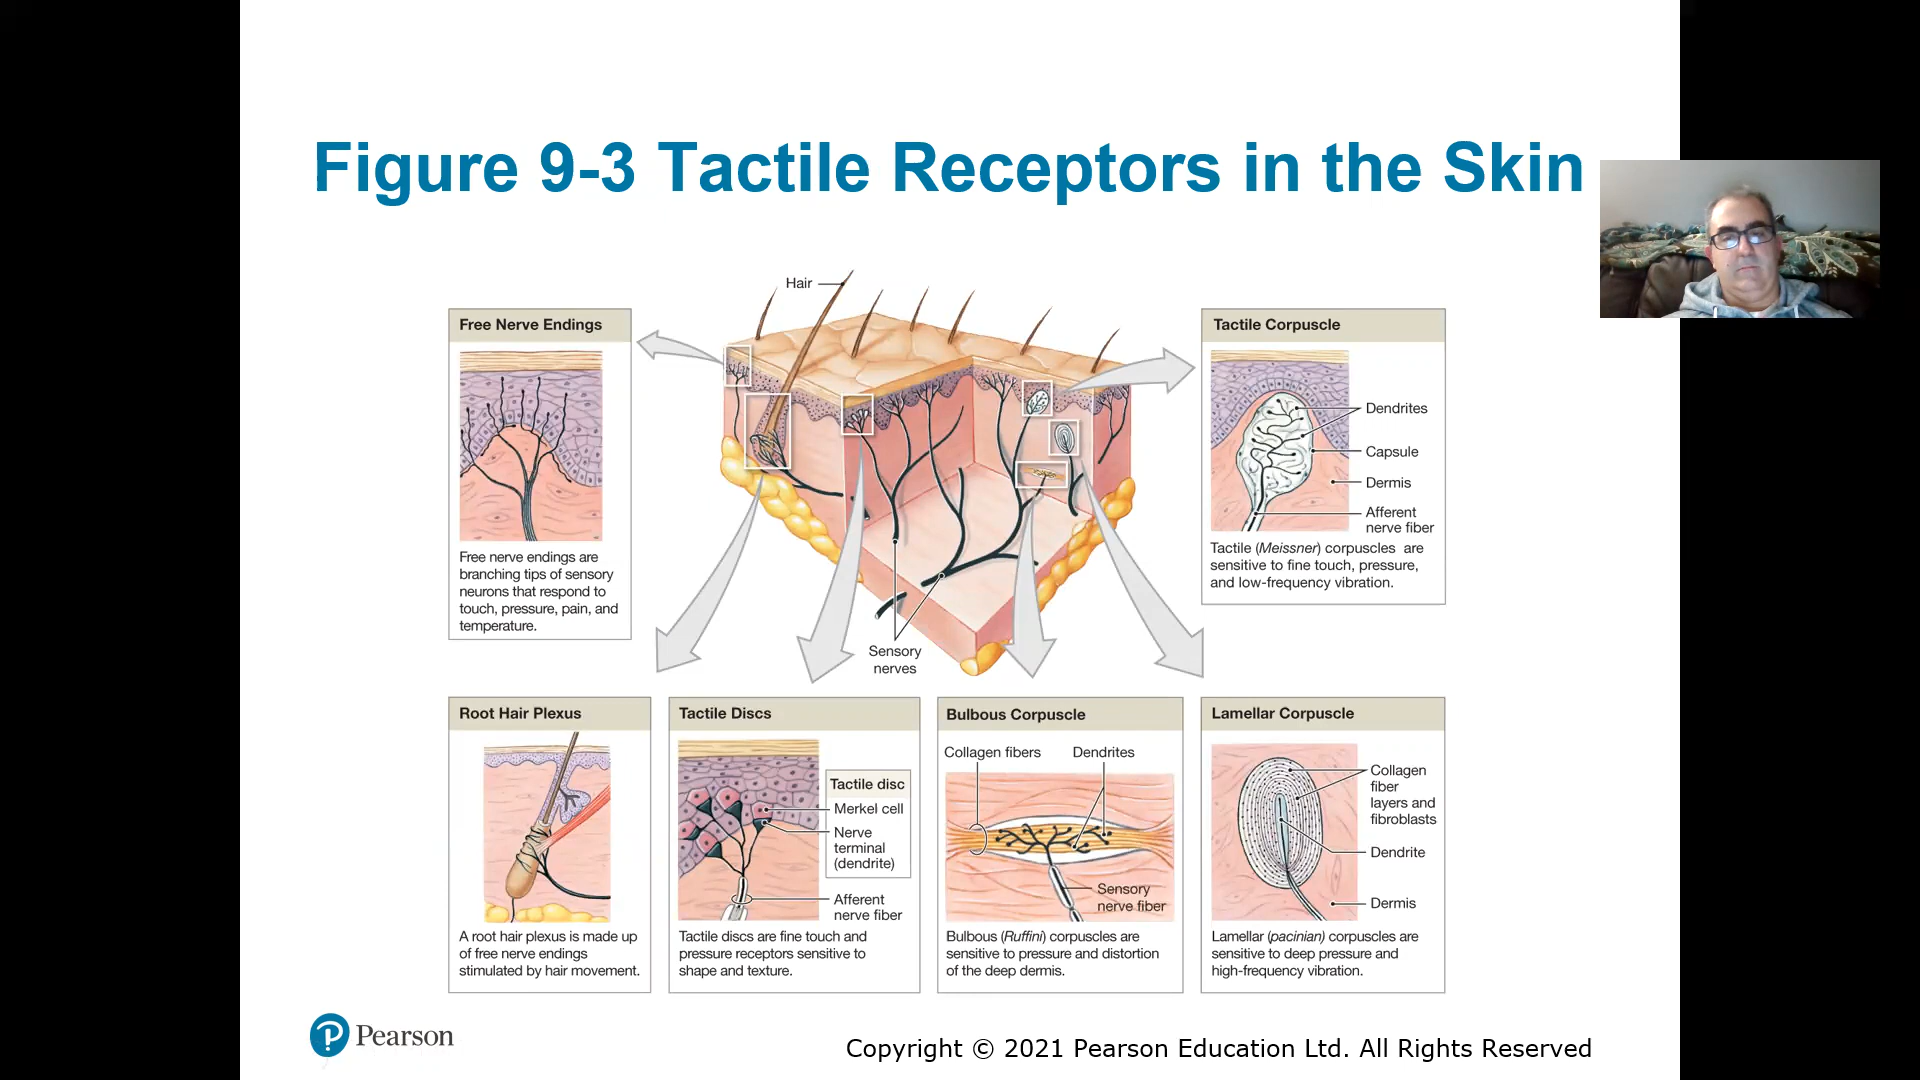 Figure 9-3 Tactile Receptors in the Skin
Hair
Free Nerve Endings
Free nerve endings are
branching tips of sensory
neurons that respond to
touch, pressure, pain, and
temperature.
Sensory
nerves
Tactile Corpuscle
Dendrites
Capsule
Dermis
Afferent
nerve fiber
Tactile (Meissner) corpuscles are
sensitive to fine touch, pressure,
and low-frequency vibration.
Root Hair Plexus
A root hair plexus is made up
of free nerve endings
stimulated by hair movement.
Tactile Discs
Tactile disc
Merkel cell
Nerve
terminal
(dendrite)
Afferent
nerve fiber
Tactile discs are fine touch and
pressure receptors sensitive to
shape and texture.
Bulbous Corpuscle
Collagen fibers Dendrites
Sensory
nerve fiber
Bulbous (Ruffini) corpuscles are
sensitive to pressure and distortion
of the deep dermis.
Lamellar Corpuscle
Collagen
fiber
layers and
fibroblasts
Dendrite
Dermis
Lamellar (pacinian) corpuscles are
sensitive to deep pressure and
high-frequency vibration.
Pearson
Copyright © 2021 Pearson Education Ltd. All Rights Reserved